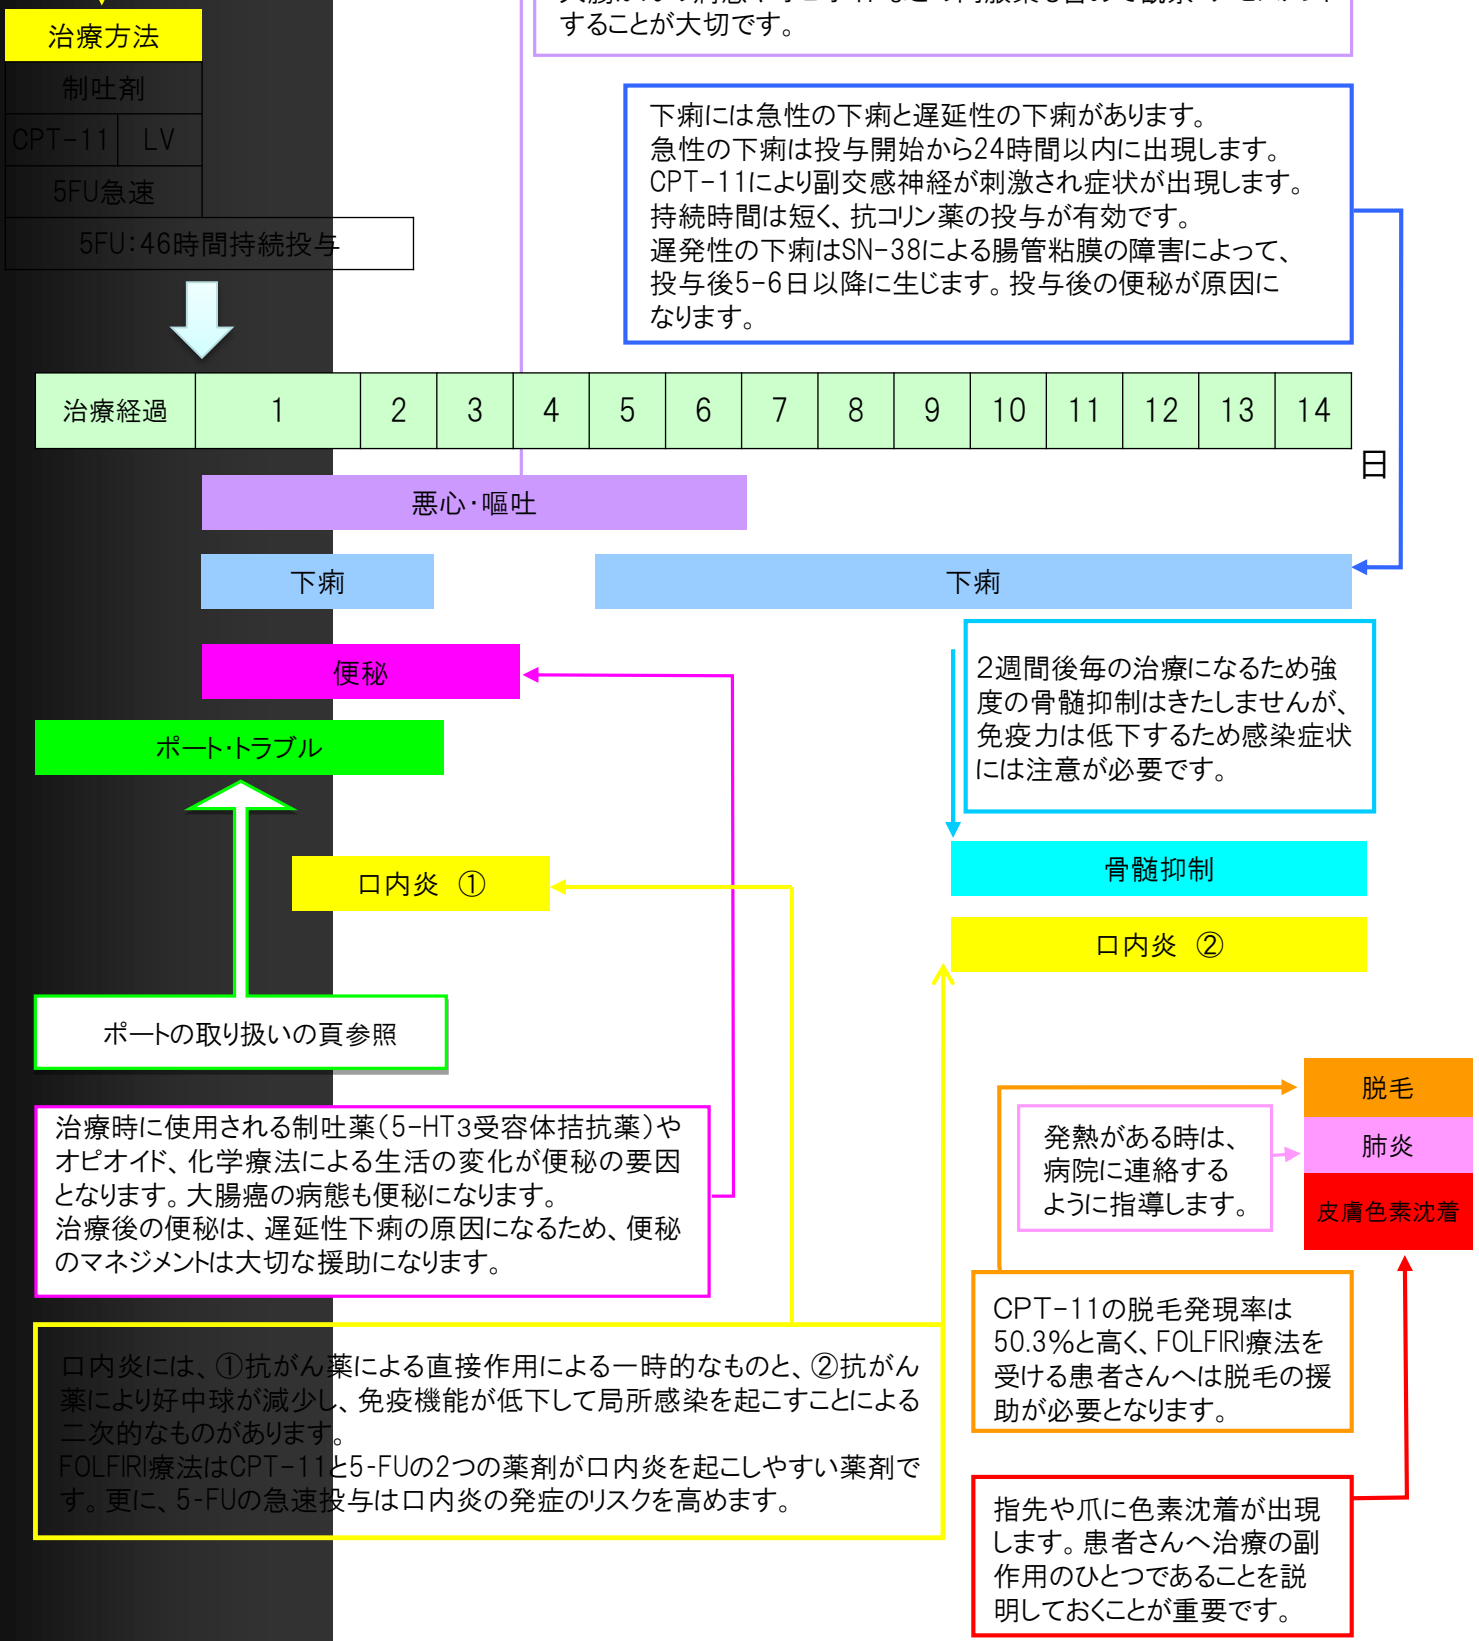 することが大切です。
治療方法
制吐剤
CPT-11 LV
5FU急速
5FU:46時間持続投与
下痢には急性の下痢と遅延性の下痢があります。
急性の下痢は投与開始から24時間以内に出現します。
CPT-11により副交感神経が刺激され症状が出現します。
持続時間は短く、抗コリン薬の投与が有効です。
遅発性の下痢はSN-38による腸管粘膜の障害によって、
投与後5-6日以降に生じます。投与後の便秘が原因に
なります。
治療経過 1 2 3 4 5 6 7 8 9 10 11 12 13 14
日
悪心・嘔吐
下痢 下痢
便秘
2週間後毎の治療になるため強
度の骨髄抑制はきたしませんが、
免疫力は低下するため感染症状
には注意が必要です。
ポート・トラブル
口内炎 ①
骨髄抑制
口内炎 ②
ポートの取り扱いの頁参照
脱毛
肺炎
皮膚色素沈着
発熱がある時は、
病院に連絡する
ように指導します。
治療時に使用される制吐薬(5-HT3受容体拮抗薬)や
オピオイド、化学療法による生活の変化が便秘の要因
となります。大腸癌の病態も便秘になります。
治療後の便秘は、遅延性下痢の原因になるため、便秘
のマネジメントは大切な援助になります。
CPT-11の脱毛発現率は
50.3%と高く、FOLFIRI療法を
受ける患者さんへは脱毛の援
助が必要となります。
口内炎には、①抗がん薬による直接作用による一時的なものと、②抗がん
薬により好中球が減少し、免疫機能が低下して局所感染を起こすことによる
二次的なものがあります。
FOLFIRI療法はCPT-11と5-FUの2つの薬剤が口内炎を起こしやすい薬剤で
す。更に、5-FUの急速投与は口内炎の発症のリスクを高めます。
指先や爪に色素沈着が出現
します。患者さんへ治療の副
作用のひとつであることを説
明しておくことが重要です。